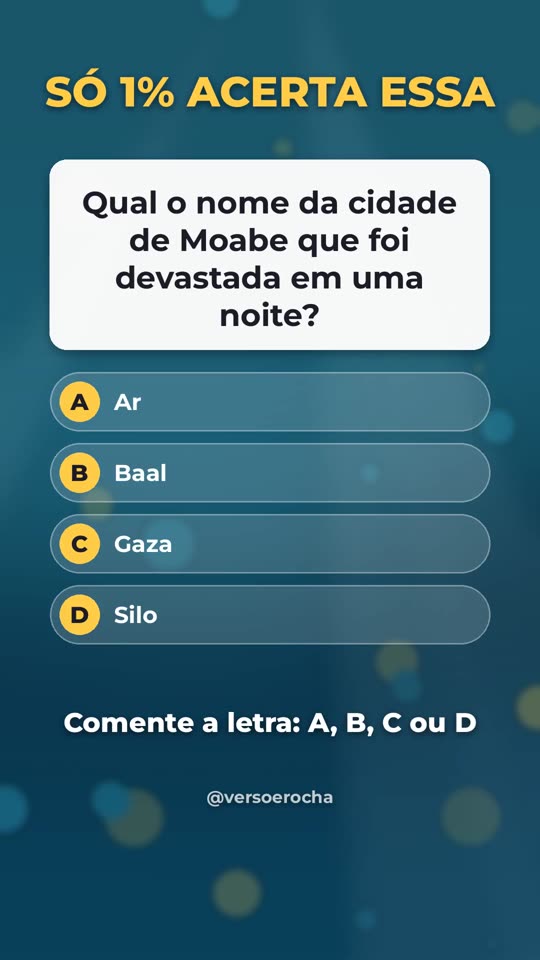 SÓ 1% ACERTA ESSA
Qual o nome da cidade
de Moabe que foi
devastada em uma
noite?
A Ar
B Baal
C Gaza
D Silo
Comente a letra: A, B, C ou D
@versoerocha